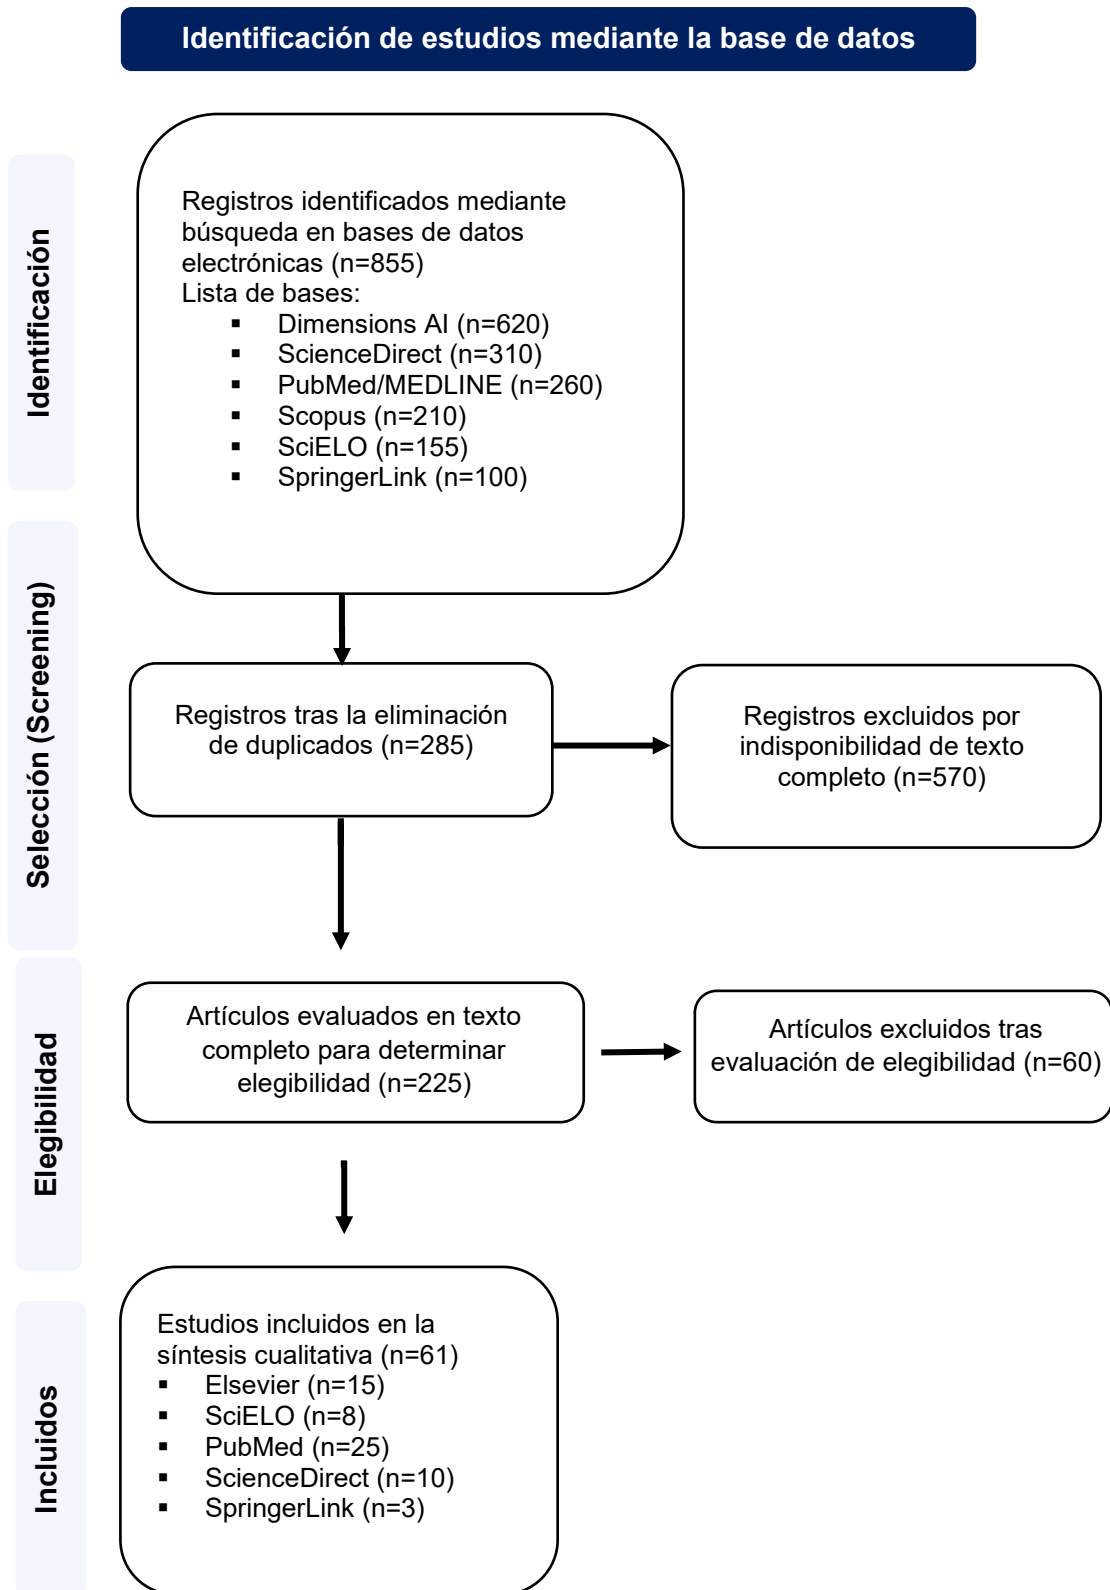 Identificación de estudios mediante la base de datos
Identificación
Registros identificados mediante
búsqueda en bases de datos
electrónicas (n=855)
Lista de bases:
▪ Dimensions AI (n=620)
▪ ScienceDirect (n=310)
▪ PubMed/MEDLINE (n=260)
▪ Scopus (n=210)
▪ SciELO (n=155)
▪ SpringerLink (n=100)
Selección (Screening)
Registros tras la eliminación
de duplicados (n=285)
Registros excluidos por
indisponibilidad de texto
completo (n=570)
Elegibilidad
Artículos evaluados en texto
completo para determinar
elegibilidad (n=225)
Artículos excluidos tras
evaluación de elegibilidad (n=60)
Incluidos
Estudios incluidos en la
síntesis cualitativa (n=61)
▪ Elsevier (n=15)
▪ SciELO (n=8)
▪ PubMed (n=25)
▪ ScienceDirect (n=10)
▪ SpringerLink (n=3)